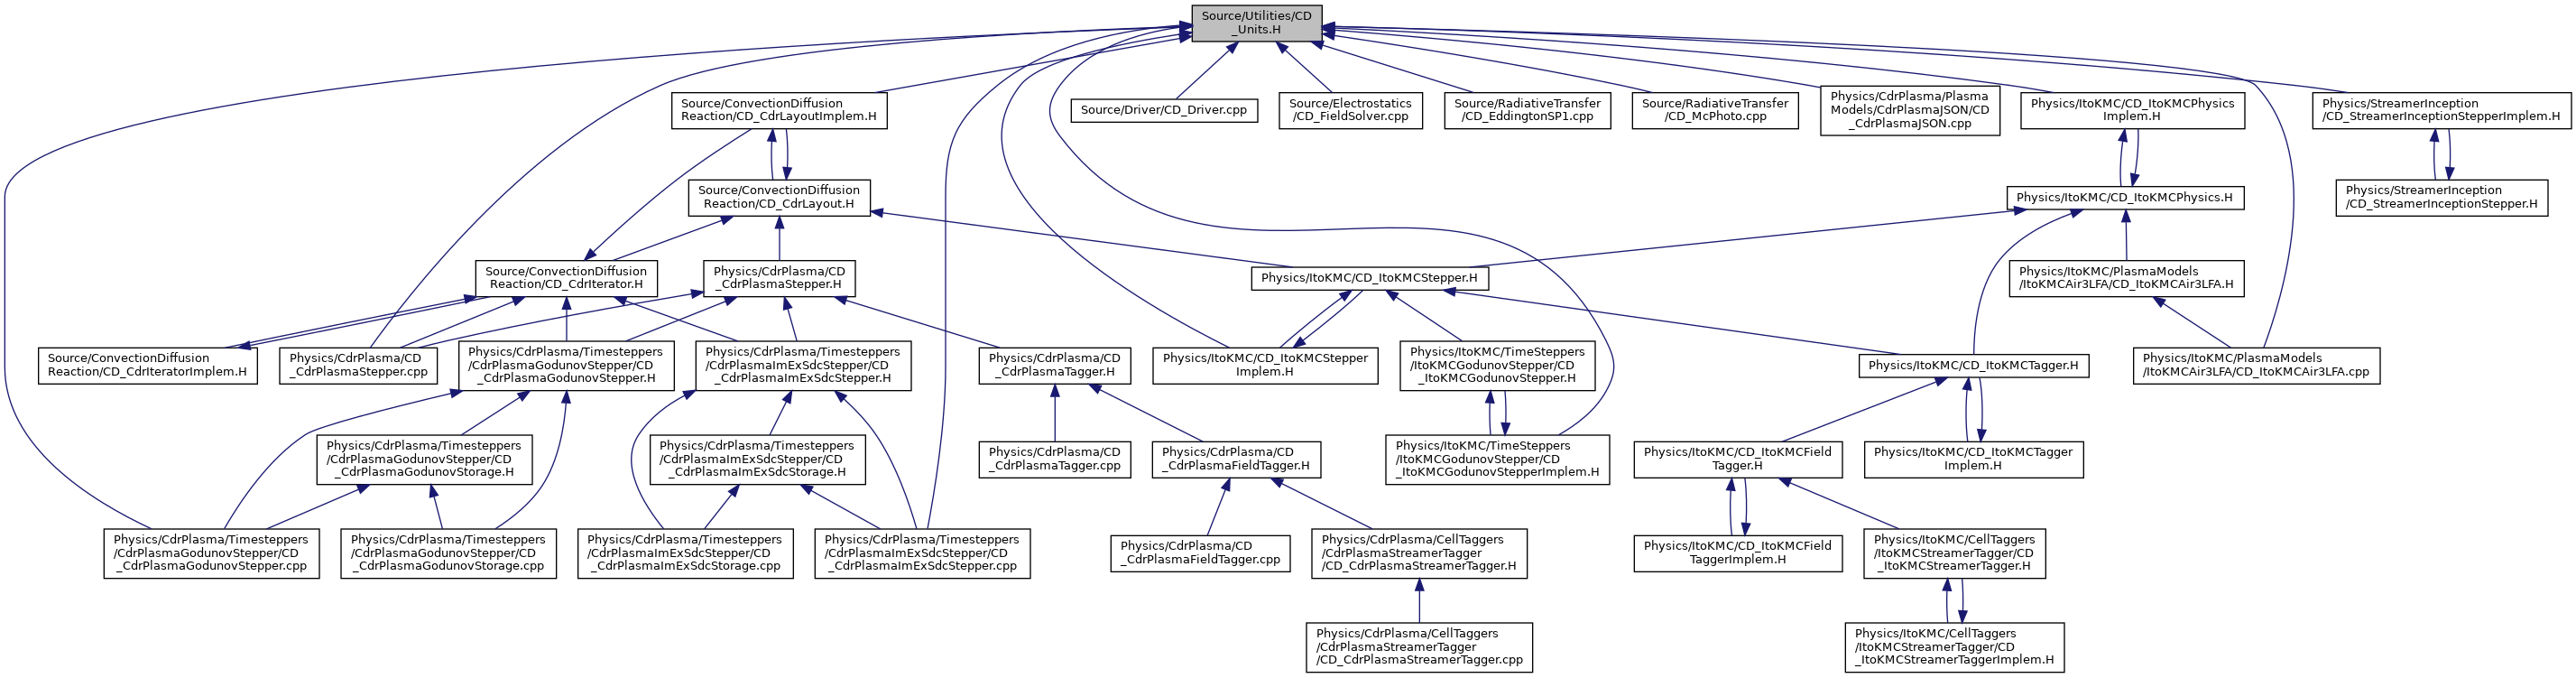 Source/Utilities/CD
_Units.H
Source/ConvectionDiffusion
Reaction/CD_CdrLayoutImplem.H
Source/Driver/CD_Driver.cpp
Source/Electrostatics
/CD_FieldSolver.cpp
Source/RadiativeTransfer
/CD_EddingtonSP1.cpp
Source/RadiativeTransfer
/CD_McPhoto.cpp
Physics/CdrPlasma/Plasma
Models/CdrPlasmaJSON/CD
_CdrPlasmaJSON.cpp
Physics/ItoKMC/CD_ItoKMCPhysics
Implem.H
Physics/StreamerInception
/CD_StreamerInceptionStepperImplem.H
Source/ConvectionDiffusion
Reaction/CD_CdrLayout.H
Physics/ItoKMC/CD_ItoKMCPhysics.H
Physics/StreamerInception
/CD_StreamerInceptionStepper.H
Source/ConvectionDiffusion
Reaction/CD_CdrIterator.H
Physics/CdrPlasma/CD
_CdrPlasmaStepper.H
Physics/ItoKMC/CD_ItoKMCStepper.H
Physics/ItoKMC/PlasmaModels
/ItoKMCAir3LFA/CD_ItoKMCAir3LFA.H
Source/ConvectionDiffusion
Reaction/CD_CdrIteratorImplem.H
Physics/CdrPlasma/CD
_CdrPlasmaStepper.cpp
Physics/CdrPlasma/Timesteppers
/CdrPlasmaGodunovStepper/CD
_CdrPlasmaGodunovStepper.H
Physics/CdrPlasma/Timesteppers
/CdrPlasmaImExSdcStepper/CD
_CdrPlasmaImExSdcStepper.H
Physics/CdrPlasma/CD
_CdrPlasmaTagger.H
Physics/ItoKMC/CD_ItoKMCStepper
Implem.H
Physics/ItoKMC/TimeSteppers
/ItoKMCGodunovStepper/CD
_ItoKMCGodunovStepper.H
Physics/ItoKMC/CD_ItoKMCTagger.H
Physics/ItoKMC/PlasmaModels
/ItoKMCAir3LFA/CD_ItoKMCAir3LFA.cpp
Physics/CdrPlasma/Timesteppers
/CdrPlasmaGodunovStepper/CD
_CdrPlasmaGodunovStorage.H
Physics/CdrPlasma/Timesteppers
/CdrPlasmaImExSdcStepper/CD
_CdrPlasmaImExSdcStorage.H
Physics/CdrPlasma/CD
_CdrPlasmaTagger.cpp
Physics/CdrPlasma/CD
_CdrPlasmaFieldTagger.H
Physics/ItoKMC/TimeSteppers
/ItoKMCGodunovStepper/CD
_ItoKMCGodunovStepperImplem.H
Physics/ItoKMC/CD_ItoKMCField
Tagger.H
Physics/ItoKMC/CD_ItoKMCTagger
Implem.H
Physics/CdrPlasma/Timesteppers
/CdrPlasmaGodunovStepper/CD
_CdrPlasmaGodunovStepper.cpp
Physics/CdrPlasma/Timesteppers
/CdrPlasmaGodunovStepper/CD
_CdrPlasmaGodunovStorage.cpp
Physics/CdrPlasma/Timesteppers
/CdrPlasmaImExSdcStepper/CD
_CdrPlasmaImExSdcStorage.cpp
Physics/CdrPlasma/Timesteppers
/CdrPlasmaImExSdcStepper/CD
_CdrPlasmaImExSdcStepper.cpp
Physics/CdrPlasma/CD
_CdrPlasmaFieldTagger.cpp
Physics/CdrPlasma/CellTaggers
/CdrPlasmaStreamerTagger
/CD_CdrPlasmaStreamerTagger.H
Physics/ItoKMC/CD_ItoKMCField
TaggerImplem.H
Physics/ItoKMC/CellTaggers
/ItoKMCStreamerTagger/CD
_ItoKMCStreamerTagger.H
Physics/CdrPlasma/CellTaggers
/CdrPlasmaStreamerTagger
/CD_CdrPlasmaStreamerTagger.cpp
Physics/ItoKMC/CellTaggers
/ItoKMCStreamerTagger/CD
_ItoKMCStreamerTaggerImplem.H